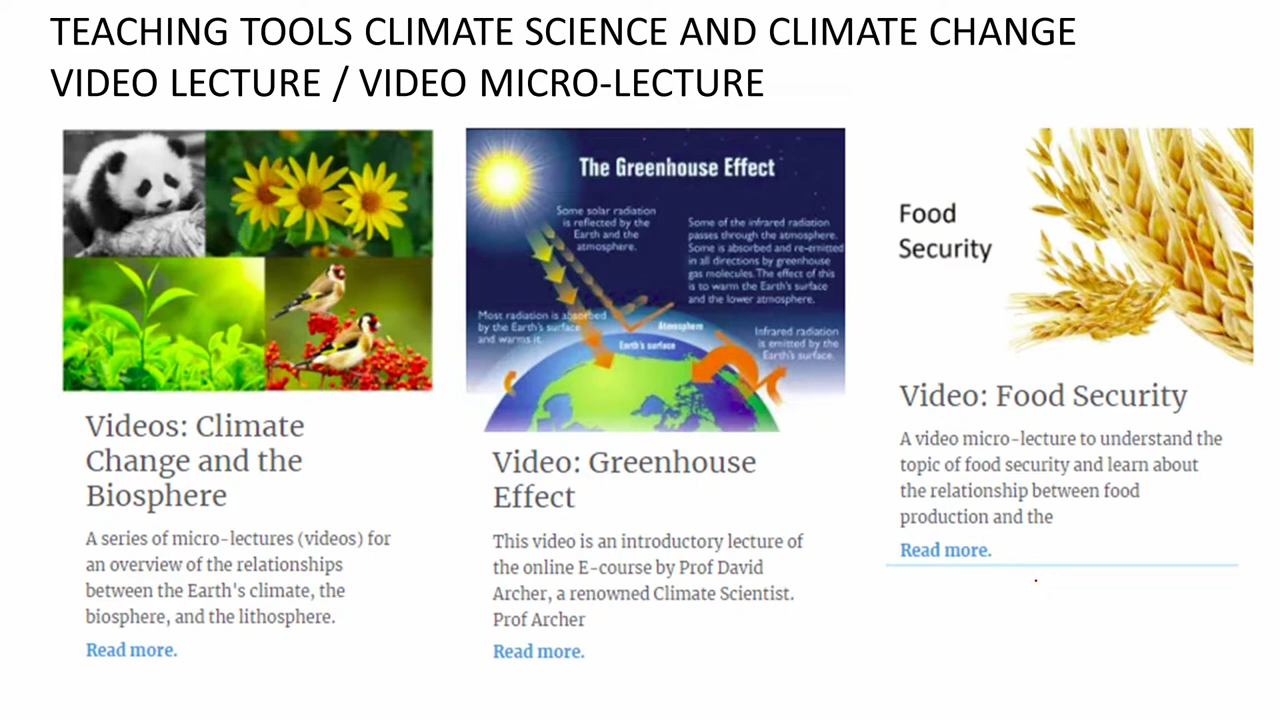 TEACHING TOOLS CLIMATE SCIENCE AND CLIMATE CHANGE
VIDEO LECTURE / VIDEO MICRO-LECTURE
Videos: Climate
Change and the
Biosphere
A series of micro-lectures (videos) for
an overview of the relationships
between the Earth's climate, the
biosphere, and the lithosphere.
Read more.
The Greenhouse Effect
Some solar radiation
is reflected by the
Earth and the
atmosphere.
Some of the infrared radiation
passes through the atmosphere.
Some is absorbed and re-emitted
in all directions by greenhouse
gas molecules. The effect of this
is to warm the Earth's surface
and the lower atmosphere.
Most radiation is absorbed
by the Earth's surface
and warms it.
Atmosphere
Earth's surface
Infrared radiation
is emitted by the
Earth's surface.
Video: Greenhouse
Effect
This video is an introductory lecture of
the online E-course by Prof David
Archer, a renowned Climate Scientist.
Prof Archer
Read more.
Food
Security
Video: Food Security
A video micro-lecture to understand the
topic of food security and learn about
the relationship between food
production and the
Read more.